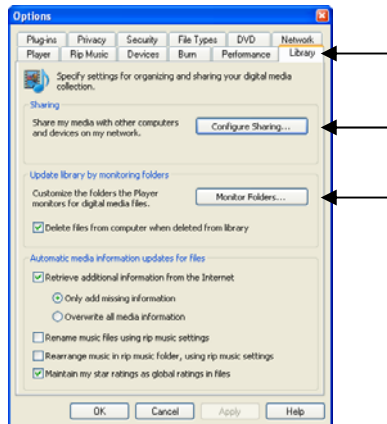 Options
Plug-ins Privacy Security File Types DVD Network
Player Rip Music Devices Burn Performance Library
Specify settings for organizing and sharing your digital media
collection.
Sharing
Share my media with other computers
and devices on my network.
Configure Sharing...
Update library by monitoring folders
Customize the folders the Player
monitors for digital media files.
Monitor Folders...
Delete files from computer when deleted from library
Automatic media information updates for files
Retrieve additional information from the Internet
Only add missing information
Overwrite all media information
Rename music files using rip music settings
Rearrange music in rip music folder, using rip music settings
Maintain my star ratings as global ratings in files
OK Cancel Apply Help